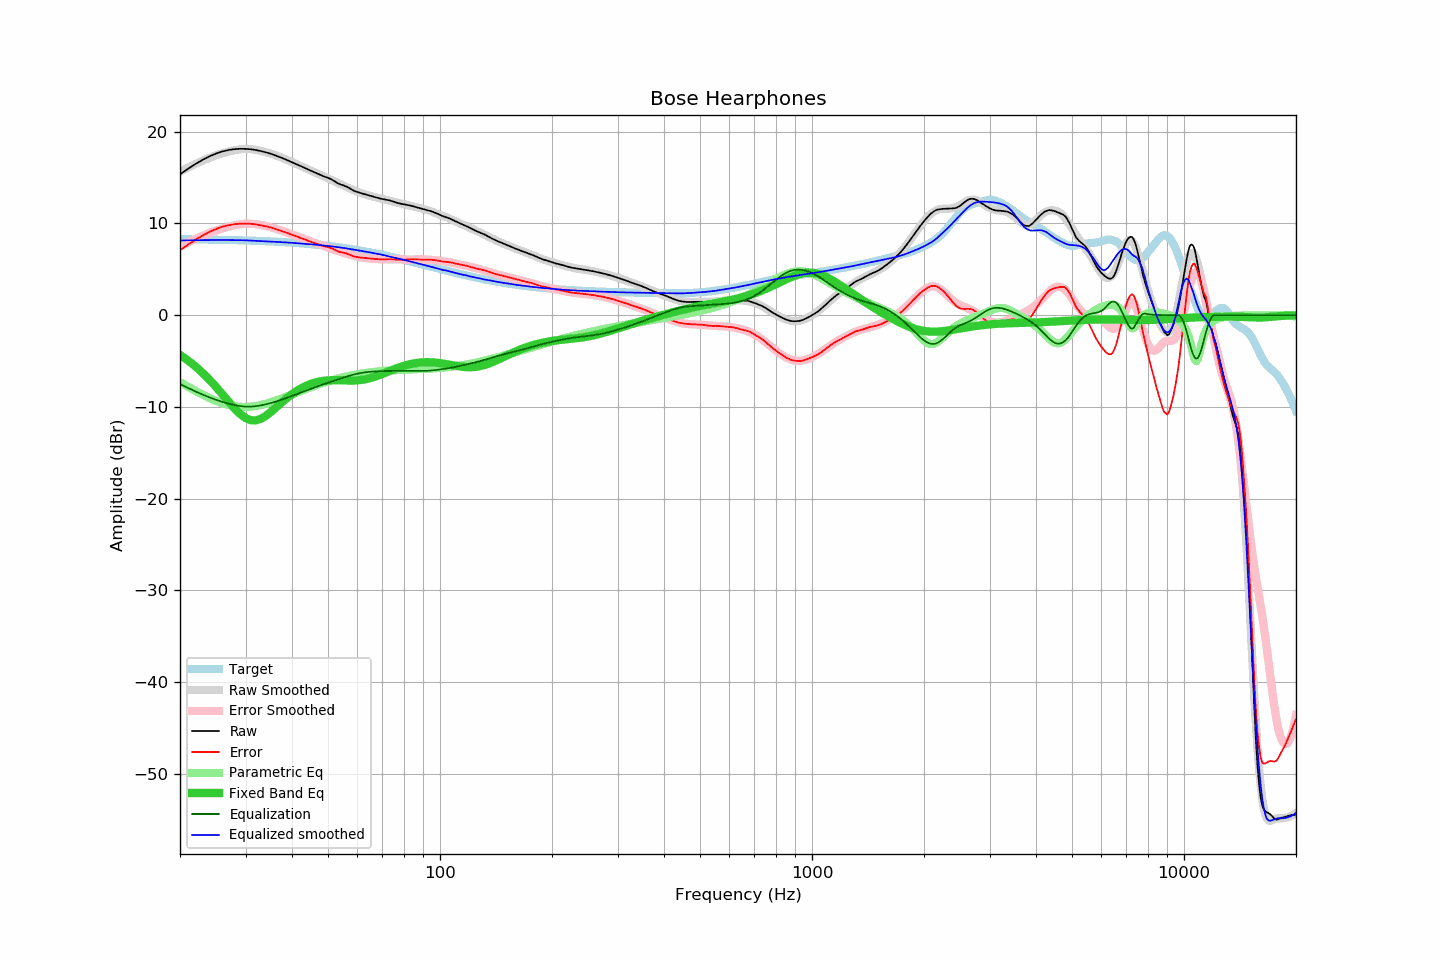 Bose Hearphones
20
10
0
−10
−20
−30
−40
−50
Amplitude (dBr)
Target
Raw Smoothed
Error Smoothed
Raw
Error
Parametric Eq
Fixed Band Eq
Equalization
Equalized smoothed
100
1000
10000
Frequency (Hz)